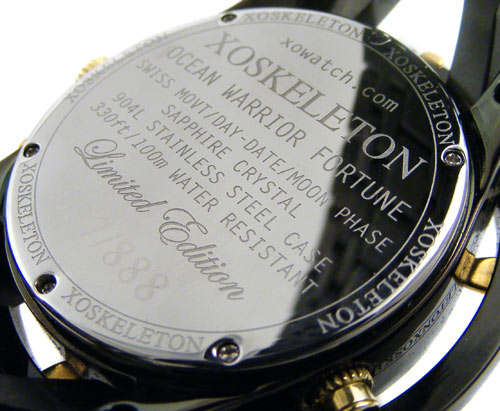 XOSKELETON
xowatch.com
XOSKELETON
OCEAN WARRIOR FORTUNE
SWISS MOVT/DAY-DATE/MOON PHASE
SAPPHIRE CRYSTAL
904L STAINLESS STEEL CASE
330ft/100m WATER RESISTANT
Limited Edition
/888
XOSKELETON
XOSKELETON
XOSKELETON
XOSKELETON